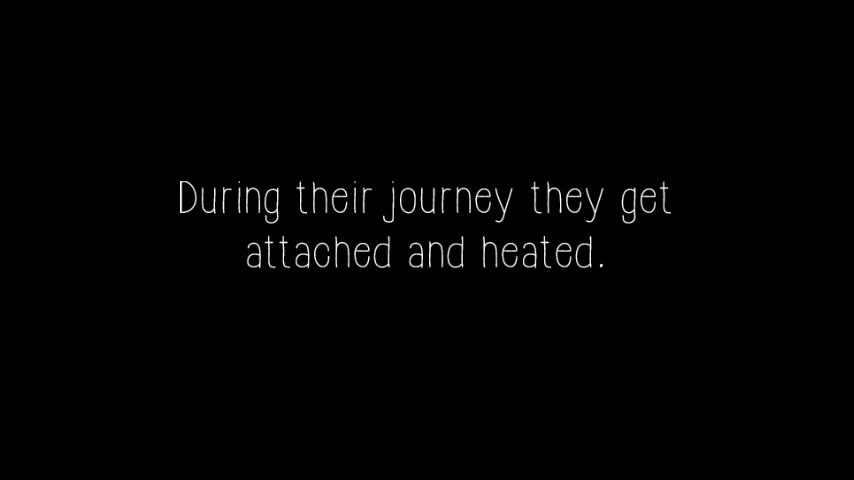 During their journey they get
attached and heated.